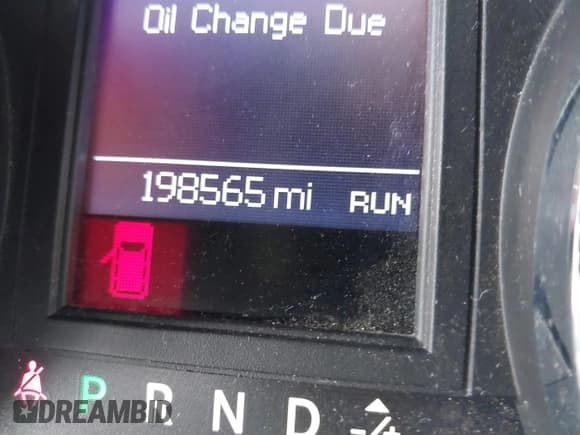 Oil Change Due
198565 mi RUN
P R N D -/+
DREAMBID